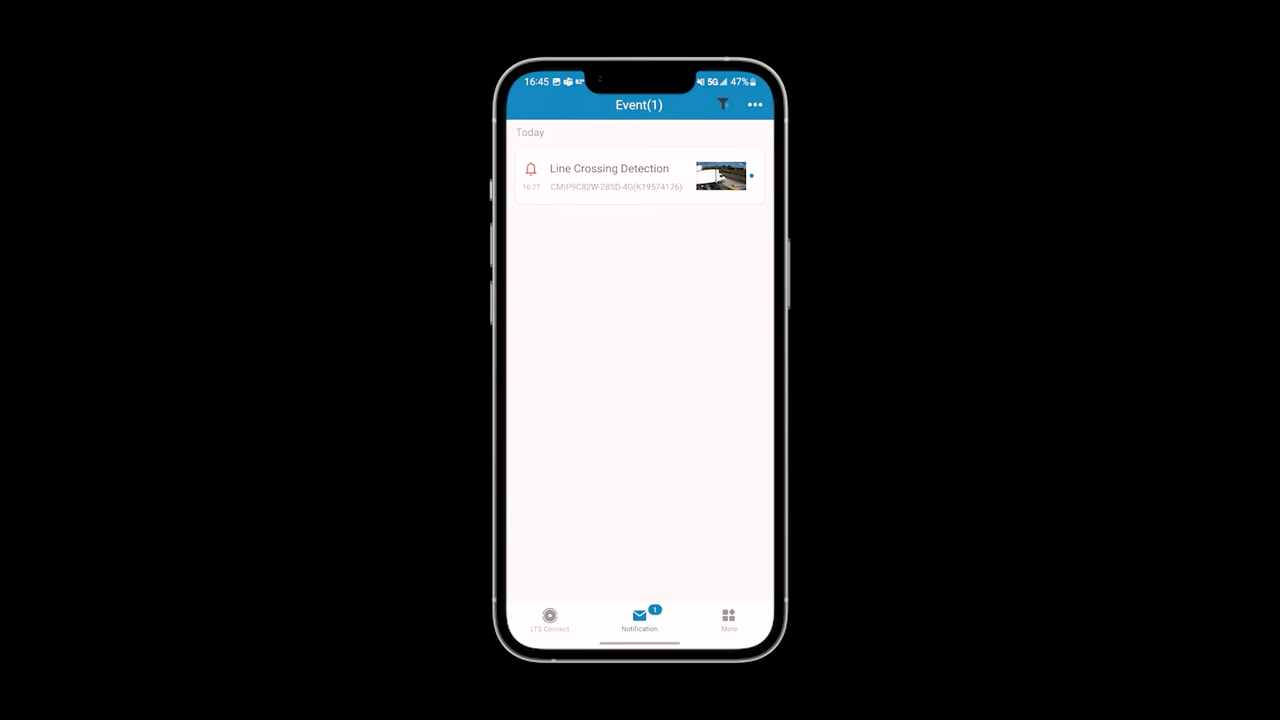 16:45 82° 5G 47%
Event(1)
Today
Line Crossing Detection
16:27 CMIP9C82W-28SD-4G(K19574176)
1
LTS Connect Notification More